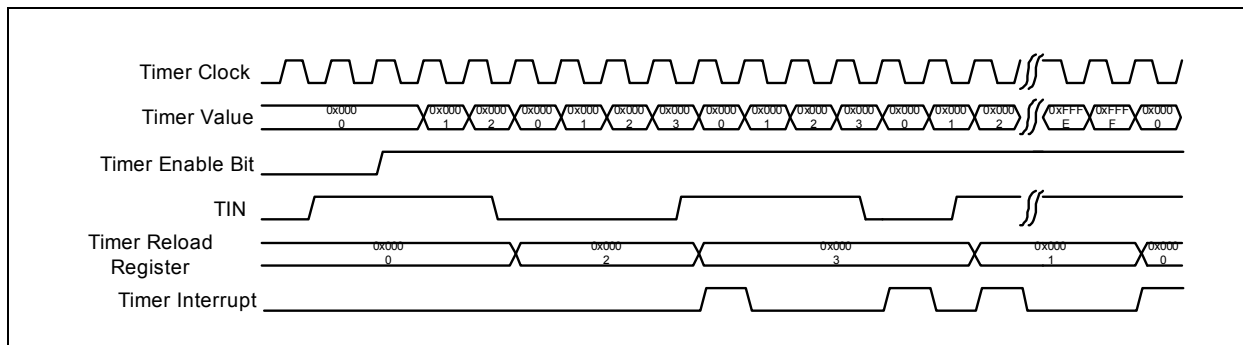 Timer Clock
Timer Value
0x000 0x000 0x000 0x000 0x000 0x000 0x000 0x000 0x000 0x000 0x000 0x000 0x000 0x000 0xFFF 0xFFF 0x000
0 1 2 0 1 2 3 0 1 2 3 0 1 2 E F 0
Timer Enable Bit
TIN
Timer Reload
Register
0x000 0x000 0x000 0x000 0x000
0 2 3 1 0
Timer Interrupt